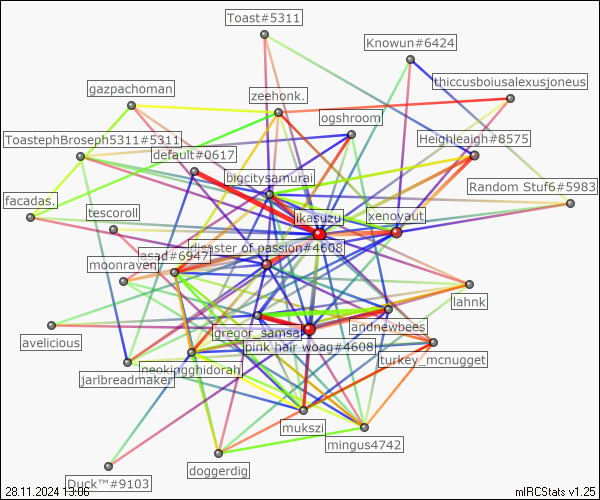 Toast#5311
Knowun#6424
thiccusboiusalexusjoneus
gazpachoman
zeehonk.
ogshroom
Heighleagh#8575
ToastephBroseph5311#5311
default#0617
bigcitysamurai
Random Stuf6#5983
facadas.
tescoroll
ikasuzu
xenoyaut
disaster of passion#4608
asad#6947
moonraven
lahnk
avelicious
gregor_samsa
andnewbees
pink hair woag#4608
turkey_mcnugget
neokingghidorah
jarlbreadmaker
mukszi
mingus4742
doggerdig
Duck™#9103
28.11.2024 13:06
mIRCStats v1.25